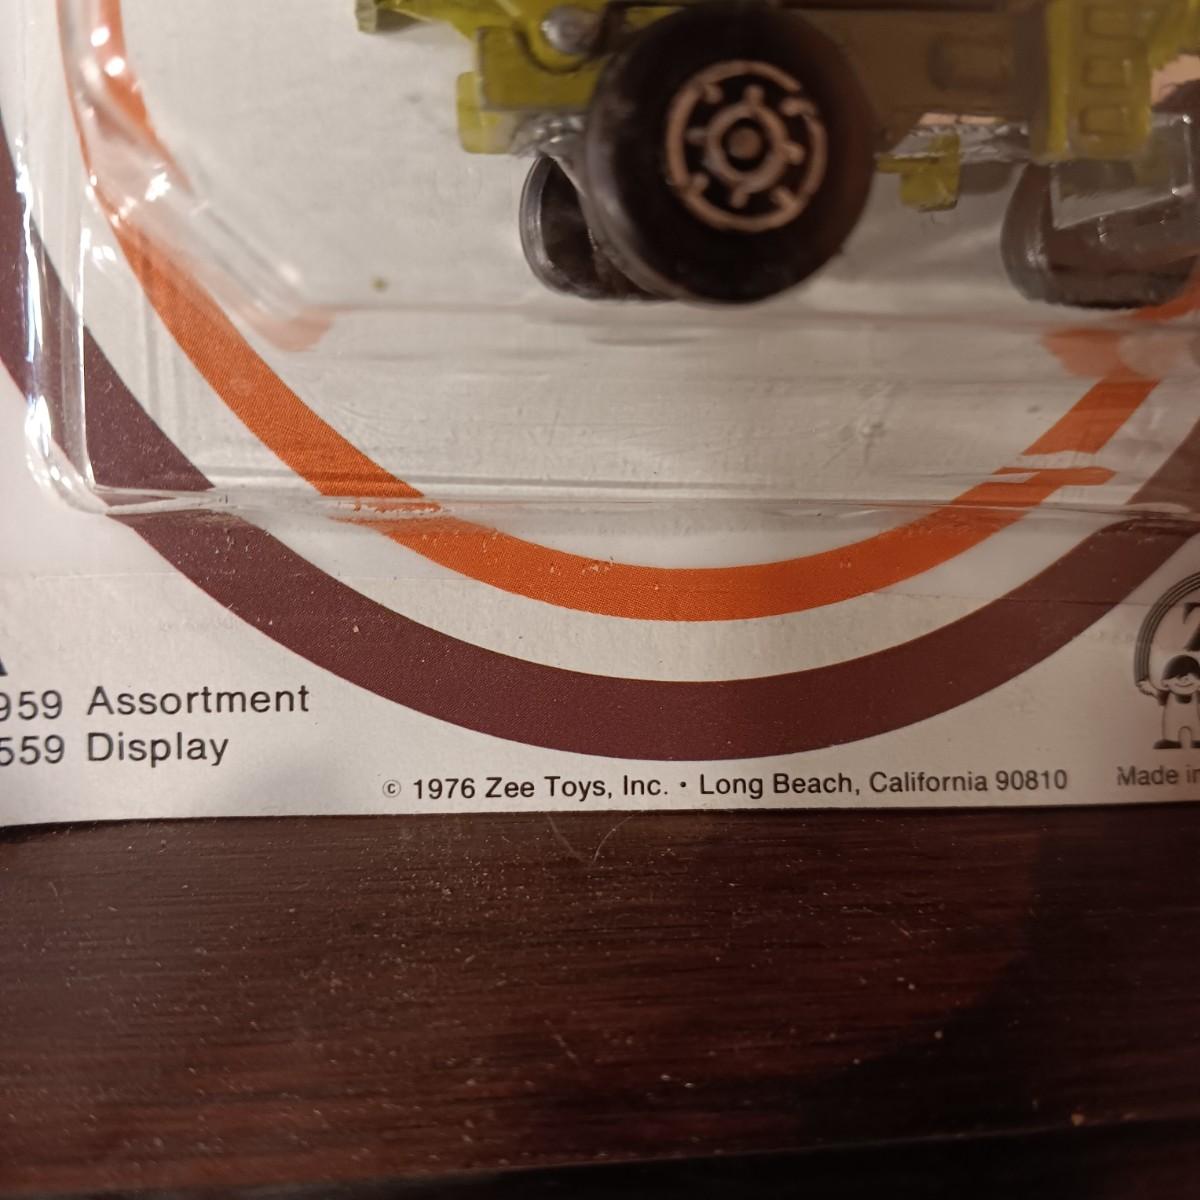 959 Assortment
559 Display
© 1976 Zee Toys, Inc. • Long Beach, California 90810
Made in